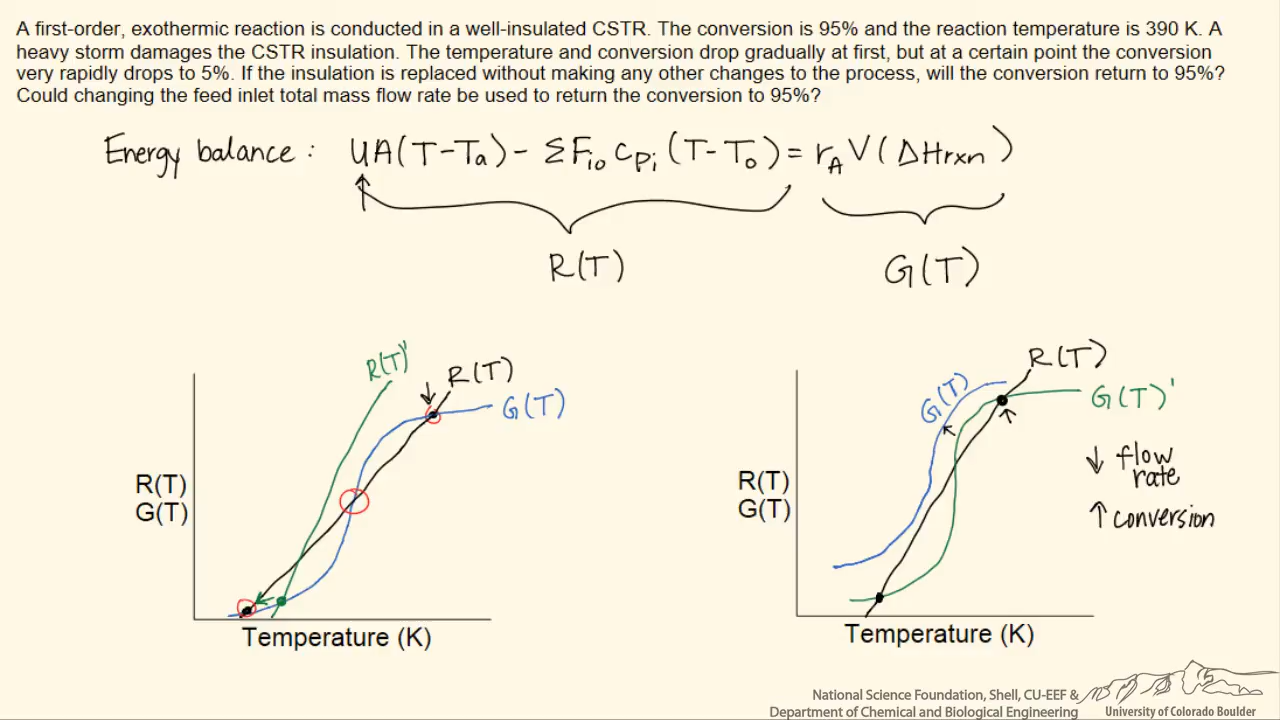 A first-order, exothermic reaction is conducted in a well-insulated CSTR. The conversion is 95% and the reaction temperature is 390 K. A
heavy storm damages the CSTR insulation. The temperature and conversion drop gradually at first, but at a certain point the conversion
very rapidly drops to 5%. If the insulation is replaced without making any other changes to the process, will the conversion return to 95%?
Could changing the feed inlet total mass flow rate be used to return the conversion to 95%?
Energy balance : UA(T-Ta) - ΣF_io C_Pi (T-T_o) = r_A V (ΔHrxn)
R(T)
G(T)
R(T)'
R(T)
G(T)
R(T)
G(T)
Temperature (K)
R(T)
G(T)
G(T)'
↓ flow
rate
↑ conversion
R(T)
G(T)
Temperature (K)
National Science Foundation, Shell, CU-EEF &
Department of Chemical and Biological Engineering
University of Colorado Boulder